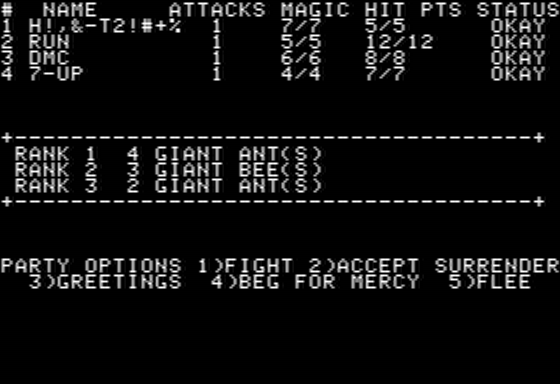 #  NAME     ATTACKS MAGIC HIT PTS STATUS
1 H!,&-T2!#+%  1    7/7   5/5      OKAY
2 RUN          1    5/5   12/12    OKAY
3 DMC          1    6/6   8/8      OKAY
4 7-UP         1    4/4   7/7      OKAY
+--------------------------------------+
RANK 1  4 GIANT ANT(S)
RANK 2  3 GIANT BEE(S)
RANK 3  2 GIANT ANT(S)
+--------------------------------------+
PARTY OPTIONS 1)FIGHT 2)ACCEPT SURRENDER
3)GREETINGS  4)BEG FOR MERCY  5)FLEE